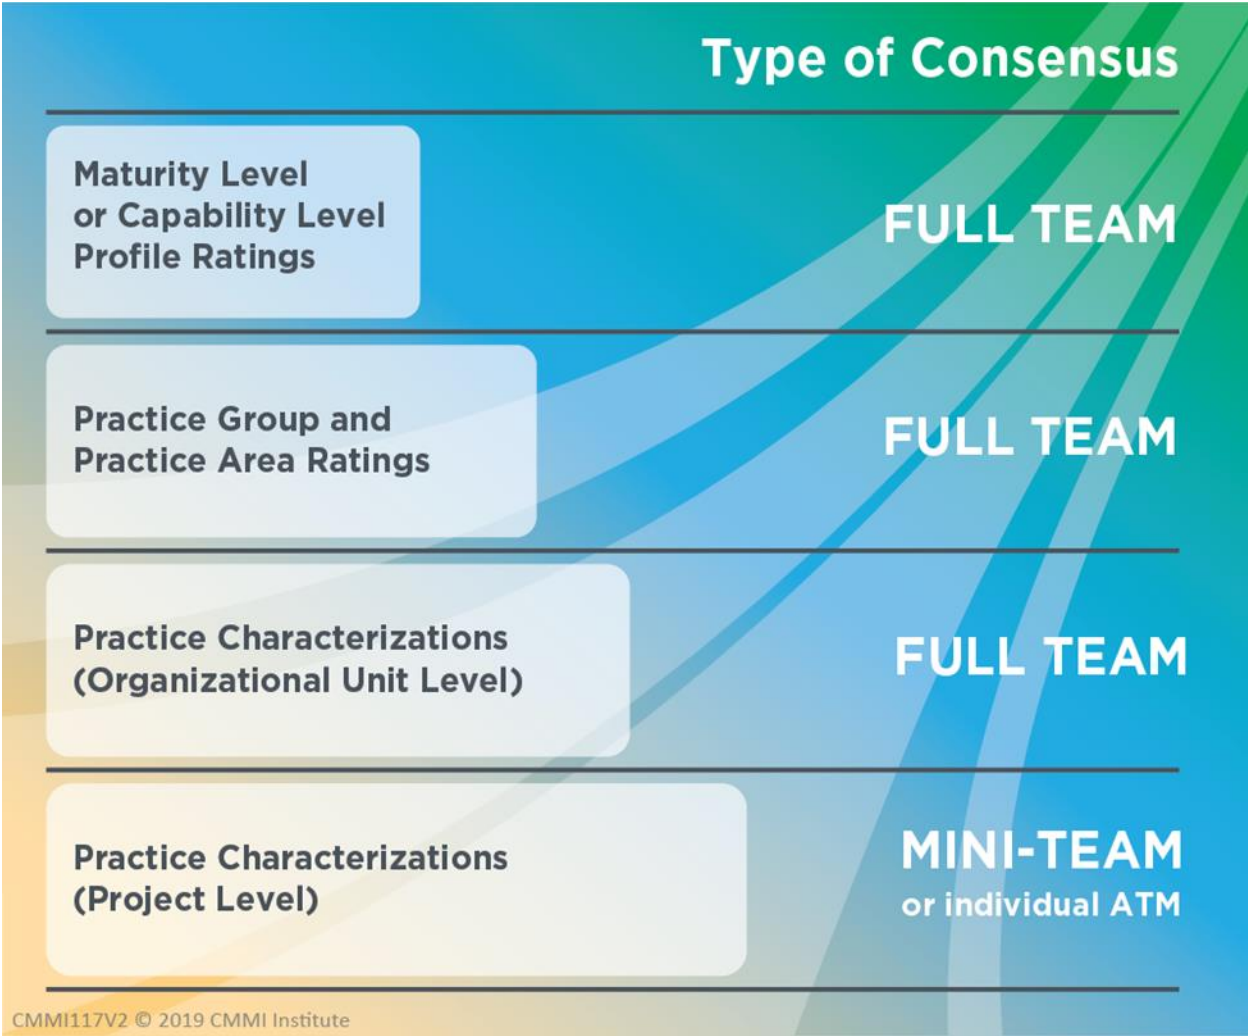 Type of Consensus
Maturity Level
or Capability Level
Profile Ratings
FULL TEAM
Practice Group and
Practice Area Ratings
FULL TEAM
Practice Characterizations
(Organizational Unit Level)
FULL TEAM
Practice Characterizations
(Project Level)
MINI-TEAM
or individual ATM
CMMI117V2 © 2019 CMMI Institute